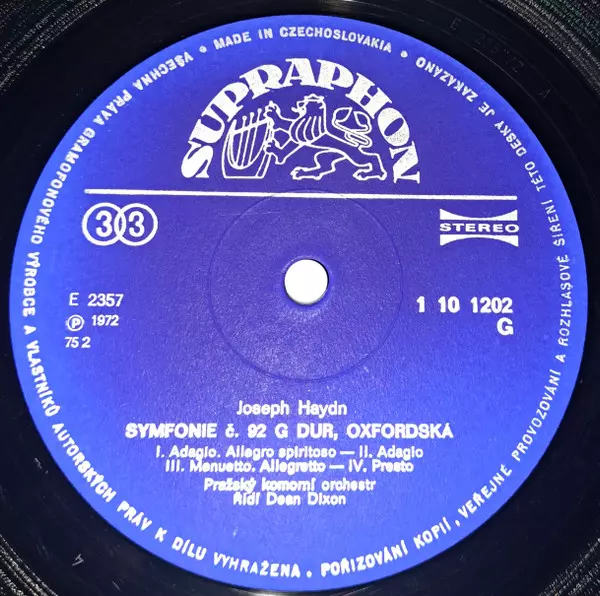 • MADE IN CZECHOSLOVAKIA •
SUPRAPHON
33
STEREO
E 2357
Ⓟ 1972
75 2
1 10 1202
G
Joseph Haydn
SYMFONIE č. 92 G DUR, OXFORDSKÁ
I. Adagio. Allegro spiritoso — II. Adagio
III. Menuetto. Allegretto — IV. Presto
Pražský komorní orchestr
Řídí Dean Dixon
VŠECHNA PRÁVA GRAMOFONOVÉHO VÝROBCE A VLASTNÍKŮ AUTORSKÝCH PRÁV K DÍLU VYHRAŽENA. POŘIZOVÁNÍ KOPIÍ, VEŘEJNÉ PROVOZOVÁNÍ A ROZHLASOVÉ ŠÍŘENÍ TÉTO DESKY JE ZAKÁZÁNO
4